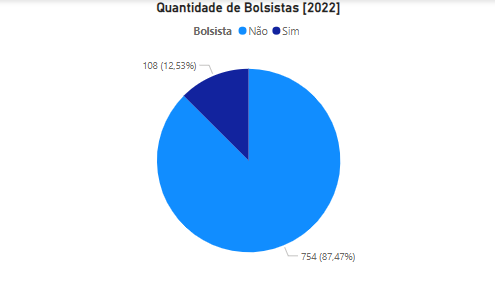 Quantidade de Bolsistas [2022]
Bolsista Não Sim
108 (12,53%)
754 (87,47%)